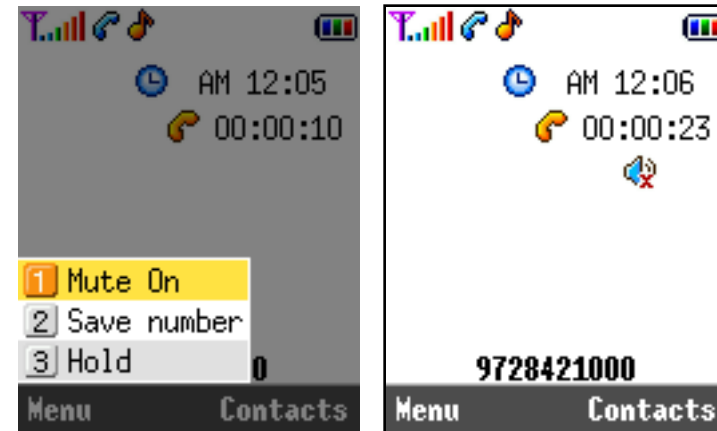 AM 12:05
00:00:10
1 Mute On
2 Save number
3 Hold
0
Menu Contacts
AM 12:06
00:00:23
9728421000
Menu Contacts